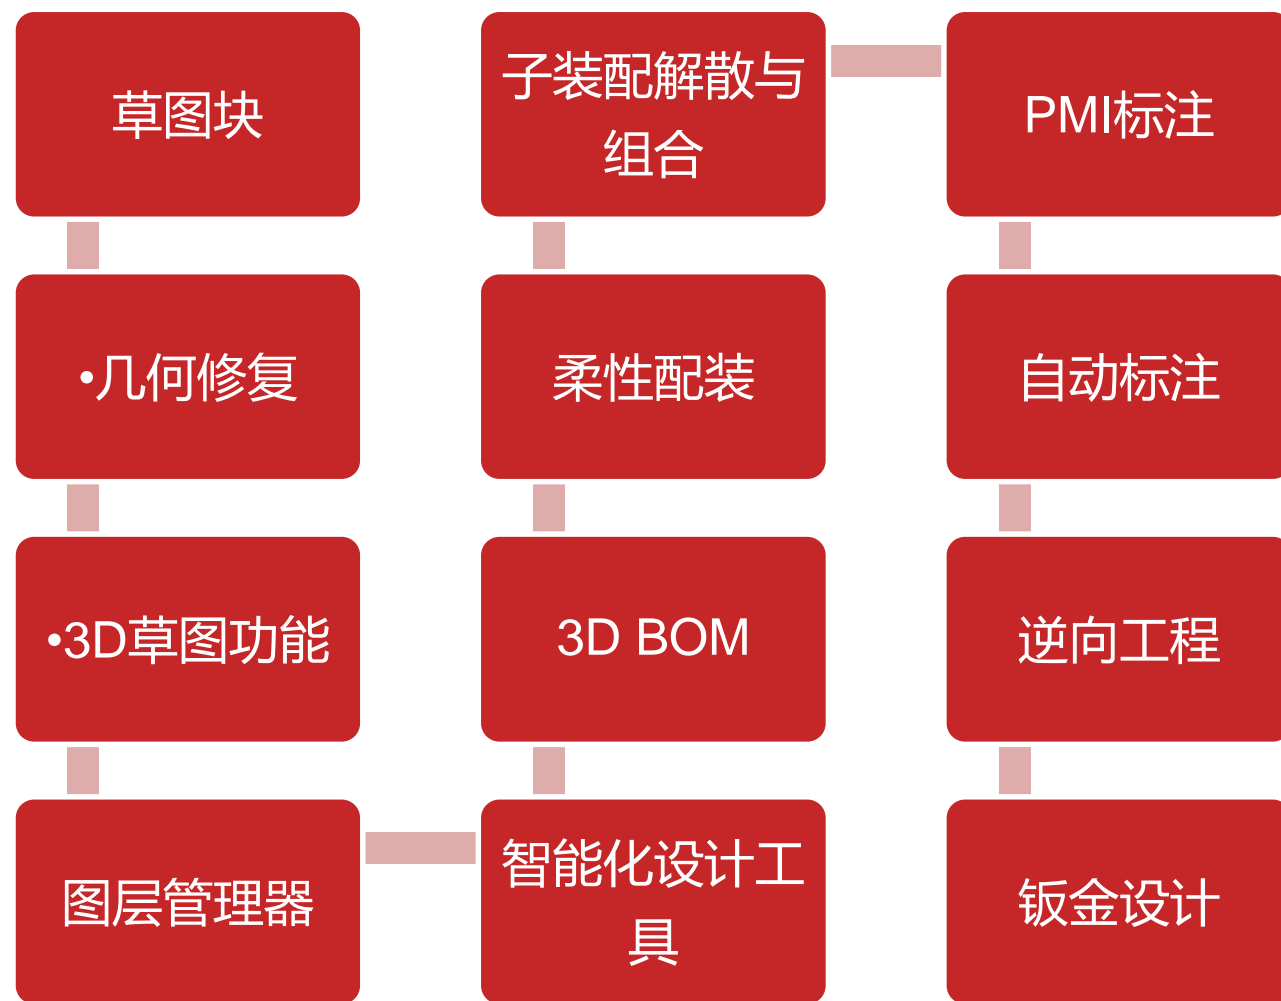 草图块
•几何修复
•3D草图功能
图层管理器
智能化设计工
具
3D BOM
柔性配装
子装配解散与
组合
PMI标注
自动标注
逆向工程
钣金设计